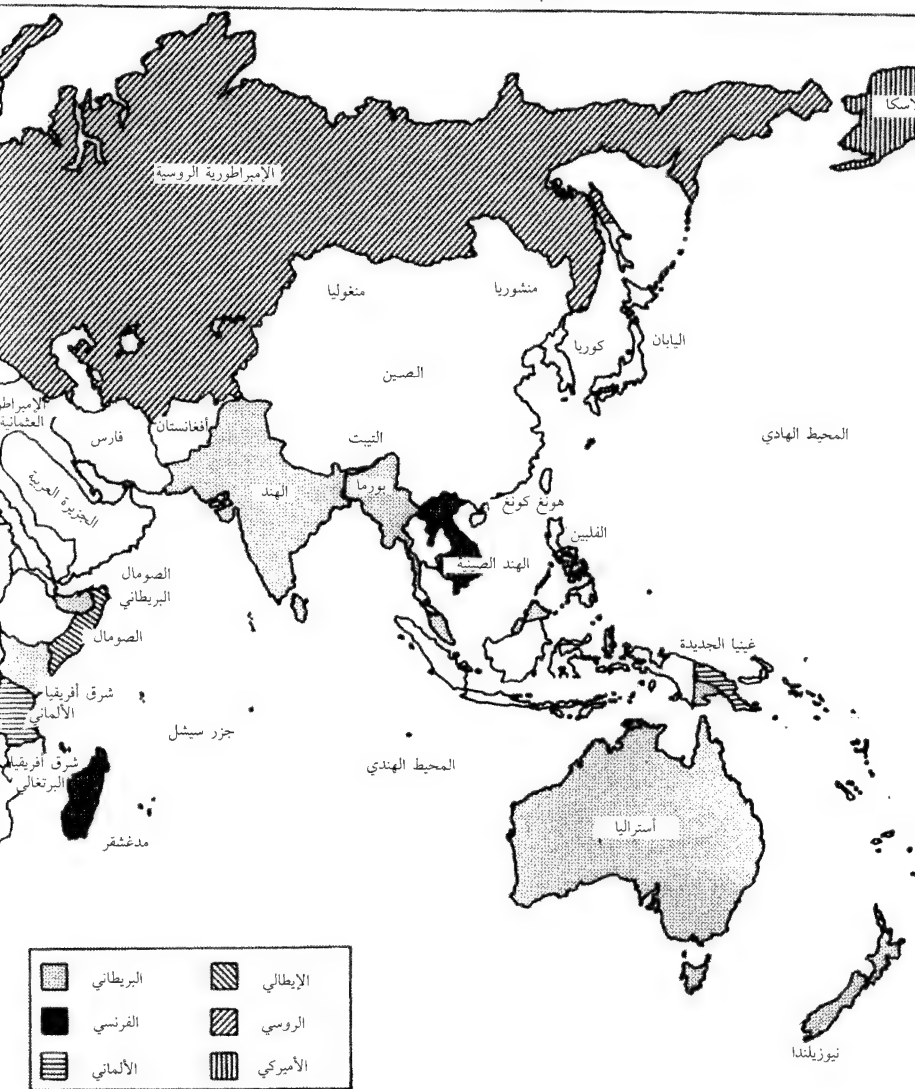 الإمبراطورية الروسية
منغوليا
منشوريا
كوريا
اليابان
الصين
التيبت
العثمانية
فارس
أفغانستان
الجزيرة العربية
الهند
بورما
هونغ كونغ
الفلبين
الهند الصينية
المحيط الهادي
الصومال
البريطاني
الصومال
شرق أفريقيا
الألماني
شرق أفريقيا
البرتغالي
مدغشقر
جزر سيشل
المحيط الهندي
غينيا الجديدة
أستراليا
نيوزيلندا
الإيطالي
البريطاني
الروسي
الفرنسي
الأميركي
الألماني